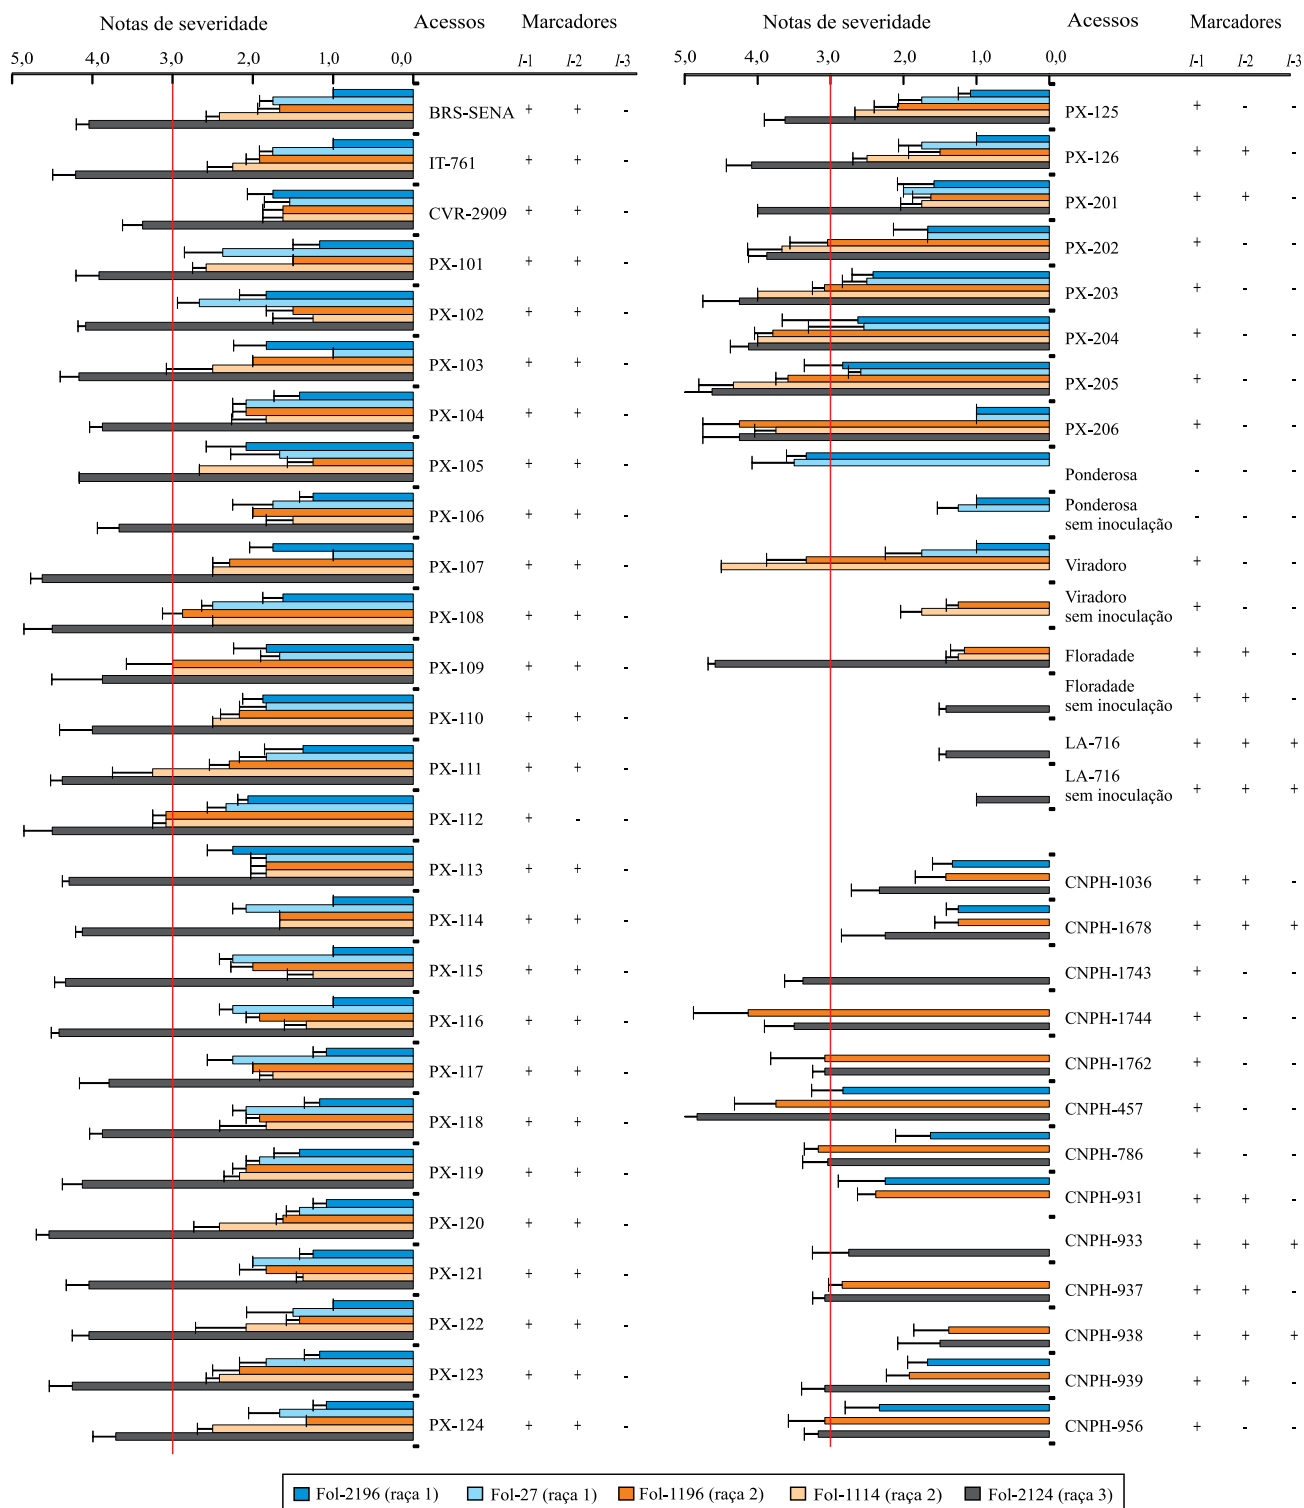 Notas de severidade Acessos Marcadores
5,0 4,0 3,0 2,0 1,0 0,0 I-1 I-2 I-3
BRS-SENA + + -
IT-761 + + -
CVR-2909 + + -
PX-101 + + -
PX-102 + + -
PX-103 + + -
PX-104 + + -
PX-105 + + -
PX-106 + + -
PX-107 + + -
PX-108 + + -
PX-109 + + -
PX-110 + + -
PX-111 + + -
PX-112 + - -
PX-113 + + -
PX-114 + + -
PX-115 + + -
PX-116 + + -
PX-117 + + -
PX-118 + + -
PX-119 + + -
PX-120 + + -
PX-121 + + -
PX-122 + + -
PX-123 + + -
PX-124 + + -
Notas de severidade Acessos Marcadores
5,0 4,0 3,0 2,0 1,0 0,0 I-1 I-2 I-3
PX-125 + - -
PX-126 + + -
PX-201 + + -
PX-202 + - -
PX-203 + - -
PX-204 + - -
PX-205 + - -
PX-206 + - -
Ponderosa - - -
Ponderosa
sem inoculação - - -
Viradoro + - -
Viradoro
sem inoculação + - -
Floradade + + -
Floradade
sem inoculação + + -
LA-716 + + +
LA-716
sem inoculação + + +
CNPH-1036 + + -
CNPH-1678 + + +
CNPH-1743 + - -
CNPH-1744 + - -
CNPH-1762 + - -
CNPH-457 + - -
CNPH-786 + - -
CNPH-931 + + -
CNPH-933 + + +
CNPH-937 + + -
CNPH-938 + + +
CNPH-939 + + -
CNPH-956 + - -
Fol-2196 (raça 1) Fol-27 (raça 1) Fol-1196 (raça 2) Fol-1114 (raça 2) Fol-2124 (raça 3)